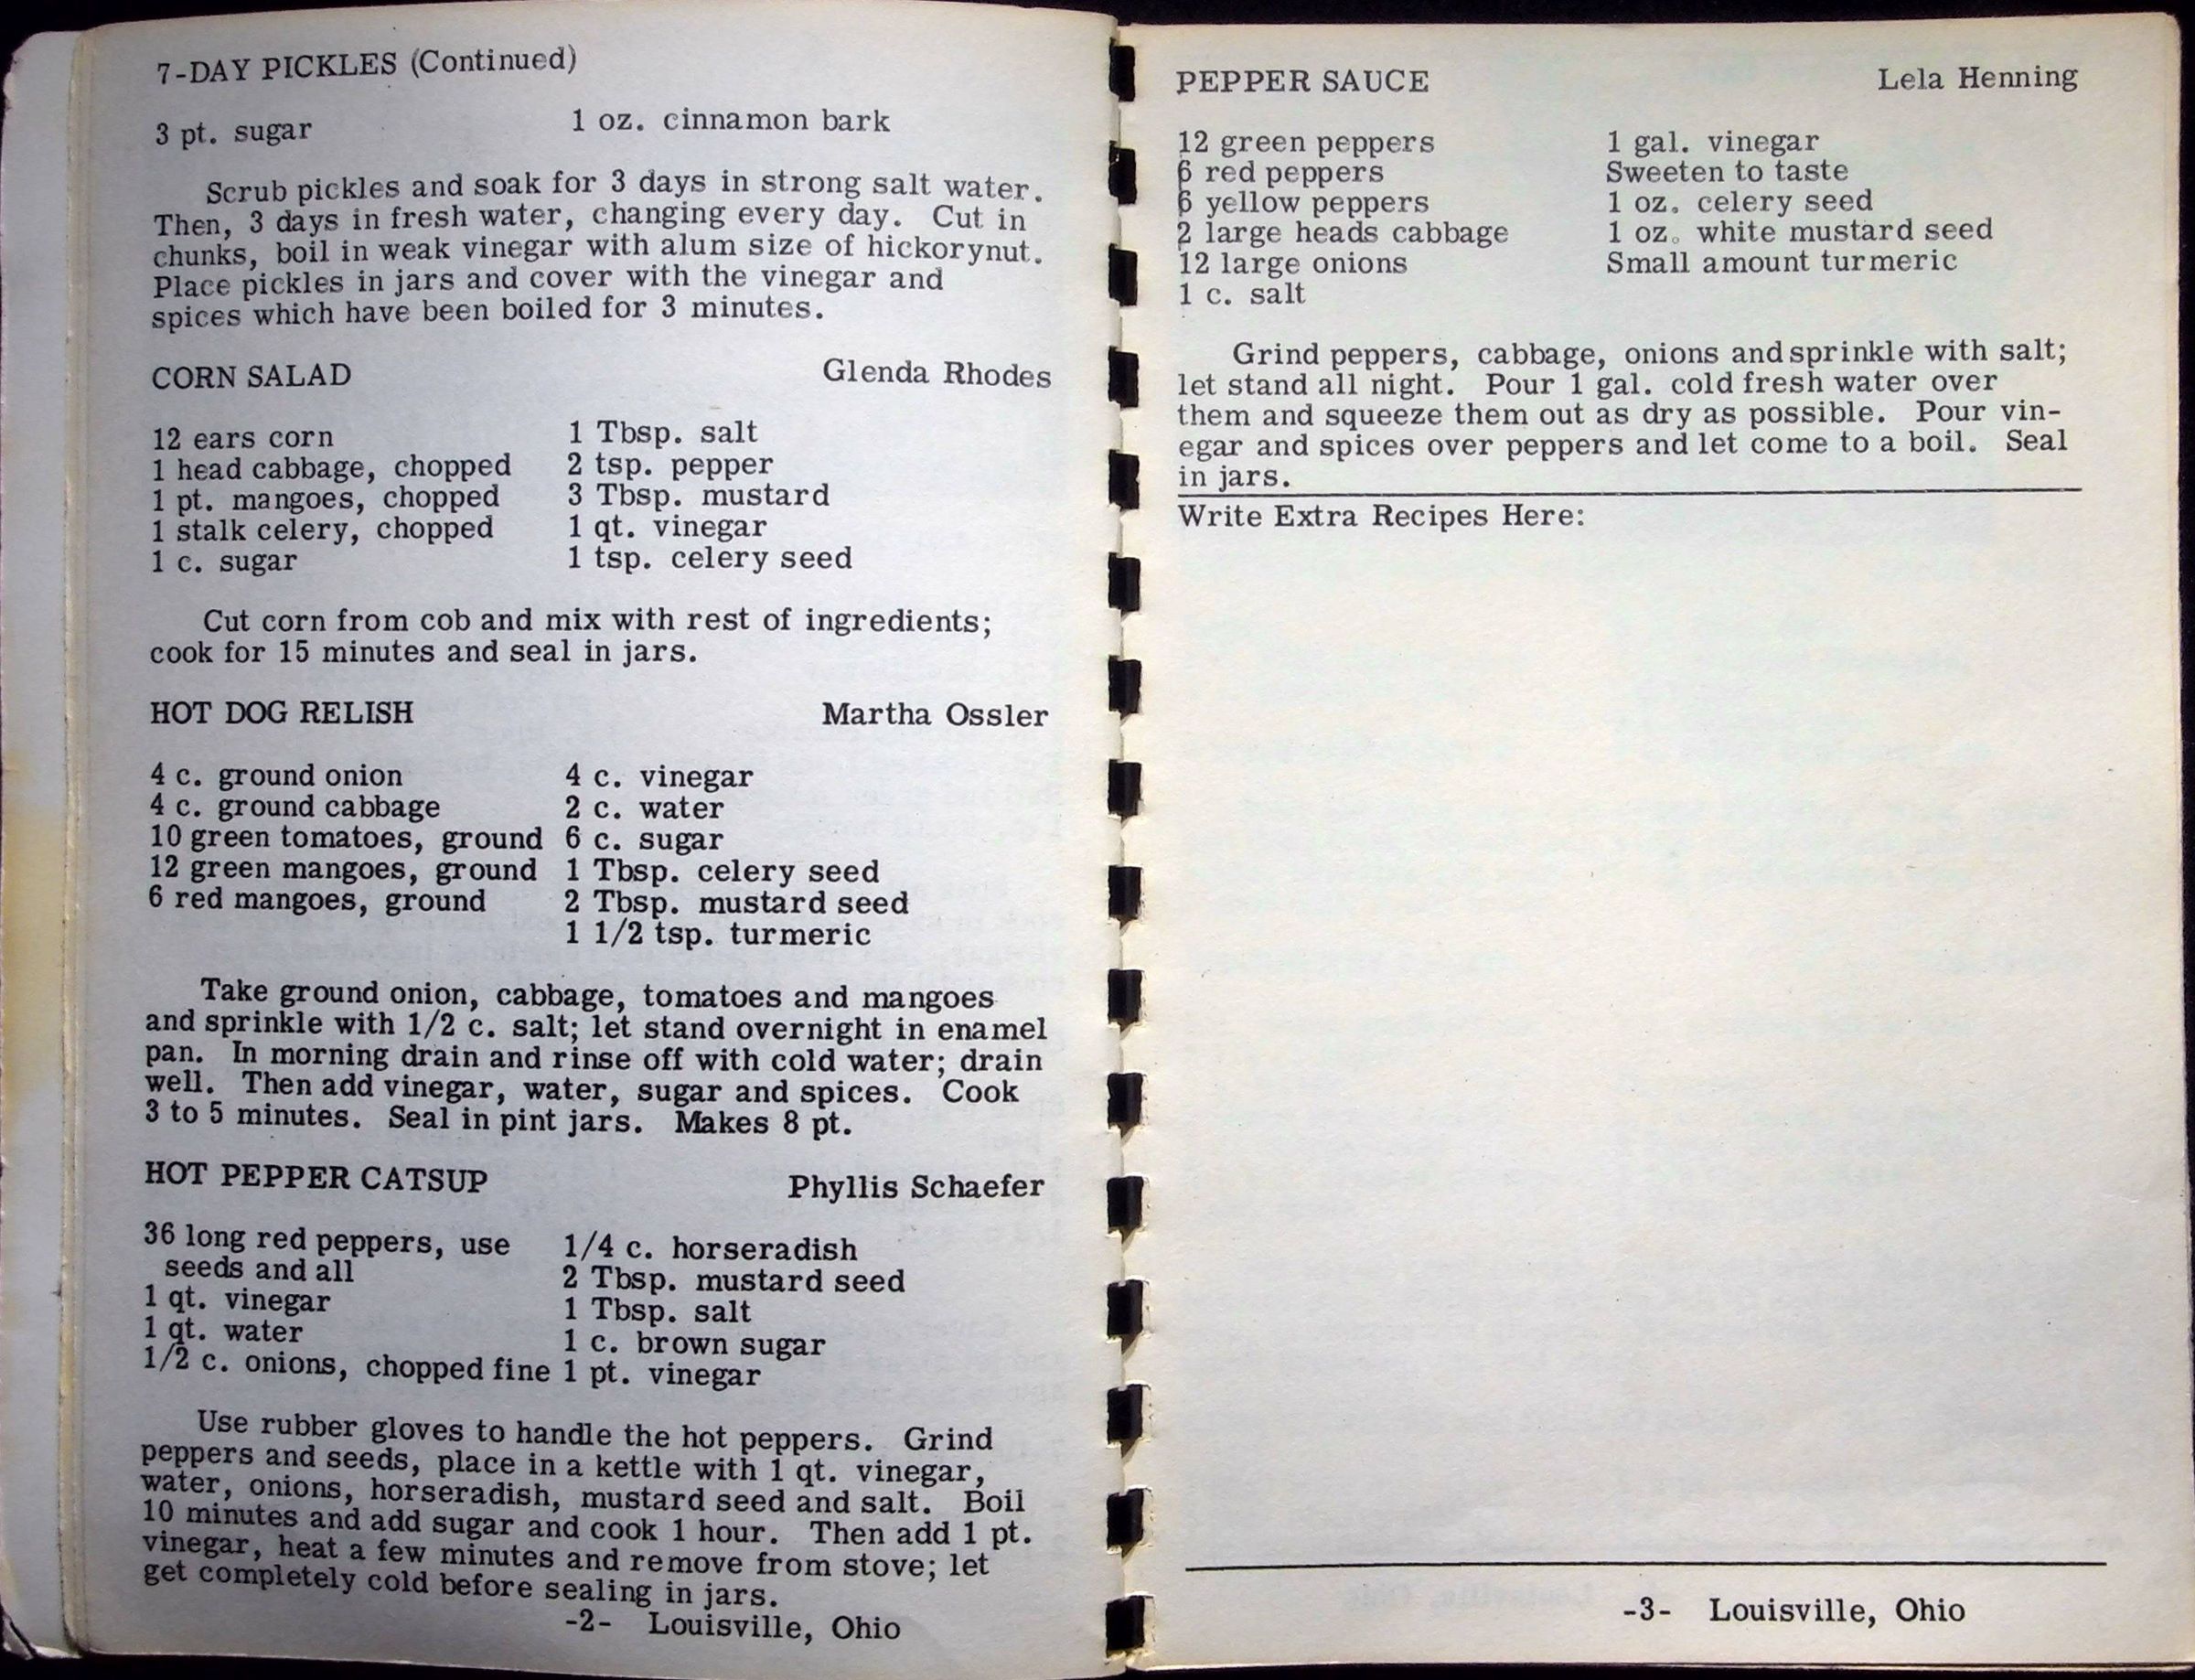 7-DAY PICKLES (Continued)
3 pt. sugar 1 oz. cinnamon bark
Scrub pickles and soak for 3 days in strong salt water.
Then, 3 days in fresh water, changing every day. Cut in
chunks, boil in weak vinegar with alum size of hickorynut.
Place pickles in jars and cover with the vinegar and
spices which have been boiled for 3 minutes.
CORN SALAD Glenda Rhodes
12 ears corn 1 Tbsp. salt
1 head cabbage, chopped 2 tsp. pepper
1 pt. mangoes, chopped 3 Tbsp. mustard
1 stalk celery, chopped 1 qt. vinegar
1 c. sugar 1 tsp. celery seed
Cut corn from cob and mix with rest of ingredients;
cook for 15 minutes and seal in jars.
HOT DOG RELISH Martha Ossler
4 c. ground onion 4 c. vinegar
4 c. ground cabbage 2 c. water
10 green tomatoes, ground 6 c. sugar
12 green mangoes, ground 1 Tbsp. celery seed
6 red mangoes, ground 2 Tbsp. mustard seed
1 1/2 tsp. turmeric
Take ground onion, cabbage, tomatoes and mangoes
and sprinkle with 1/2 c. salt; let stand overnight in enamel
pan. In morning drain and rinse off with cold water; drain
well. Then add vinegar, water, sugar and spices. Cook
3 to 5 minutes. Seal in pint jars. Makes 8 pt.
HOT PEPPER CATSUP Phyllis Schaefer
36 long red peppers, use 1/4 c. horseradish
seeds and all 2 Tbsp. mustard seed
1 qt. vinegar 1 Tbsp. salt
1 qt. water 1 c. brown sugar
1/2 c. onions, chopped fine 1 pt. vinegar
Use rubber gloves to handle the hot peppers. Grind
peppers and seeds, place in a kettle with 1 qt. vinegar,
water, onions, horseradish, mustard seed and salt. Boil
10 minutes and add sugar and cook 1 hour. Then add 1 pt.
vinegar, heat a few minutes and remove from stove; let
get completely cold before sealing in jars.
-2- Louisville, Ohio
PEPPER SAUCE Lela Henning
12 green peppers 1 gal. vinegar
6 red peppers Sweeten to taste
6 yellow peppers 1 oz. celery seed
2 large heads cabbage 1 oz. white mustard seed
12 large onions Small amount turmeric
1 c. salt
Grind peppers, cabbage, onions and sprinkle with salt;
let stand all night. Pour 1 gal. cold fresh water over
them and squeeze them out as dry as possible. Pour vin-
egar and spices over peppers and let come to a boil. Seal
in jars.
Write Extra Recipes Here:
-3- Louisville, Ohio